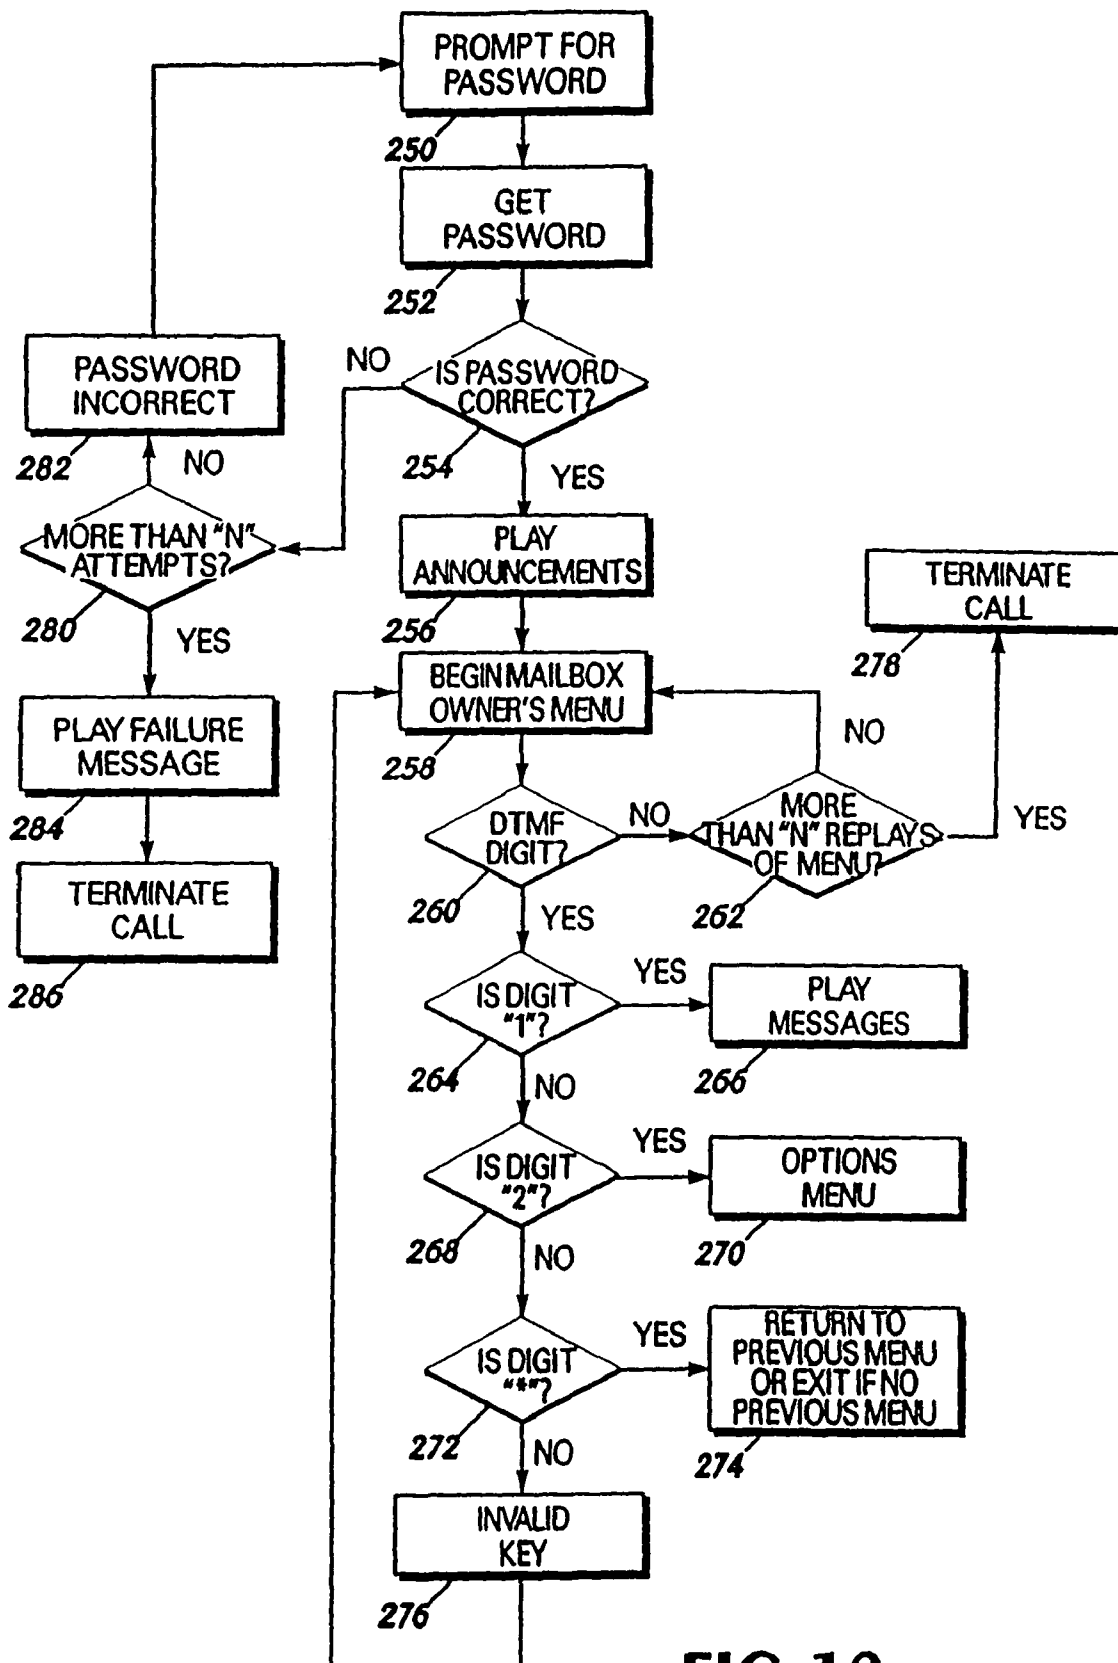 PROMPT FOR
PASSWORD
250
GET
PASSWORD
252
IS PASSWORD
CORRECT?
254
NO
YES
PASSWORD
INCORRECT
282
NO
MORE THAN "N"
ATTEMPTS?
280
YES
PLAY FAILURE
MESSAGE
284
TERMINATE
CALL
286
PLAY
ANNOUNCEMENTS
256
BEGIN MAILBOX
OWNER'S MENU
258
DTMF
DIGIT?
260
NO
YES
MORE
THAN "N" REPLAYS
OF MENU?
262
NO
YES
TERMINATE
CALL
278
IS DIGIT
"1"?
264
YES
NO
PLAY
MESSAGES
266
IS DIGIT
"2"?
268
YES
NO
OPTIONS
MENU
270
IS DIGIT
"*"?
272
YES
NO
RETURN TO
PREVIOUS MENU
OR EXIT IF NO
PREVIOUS MENU
274
INVALID
KEY
276